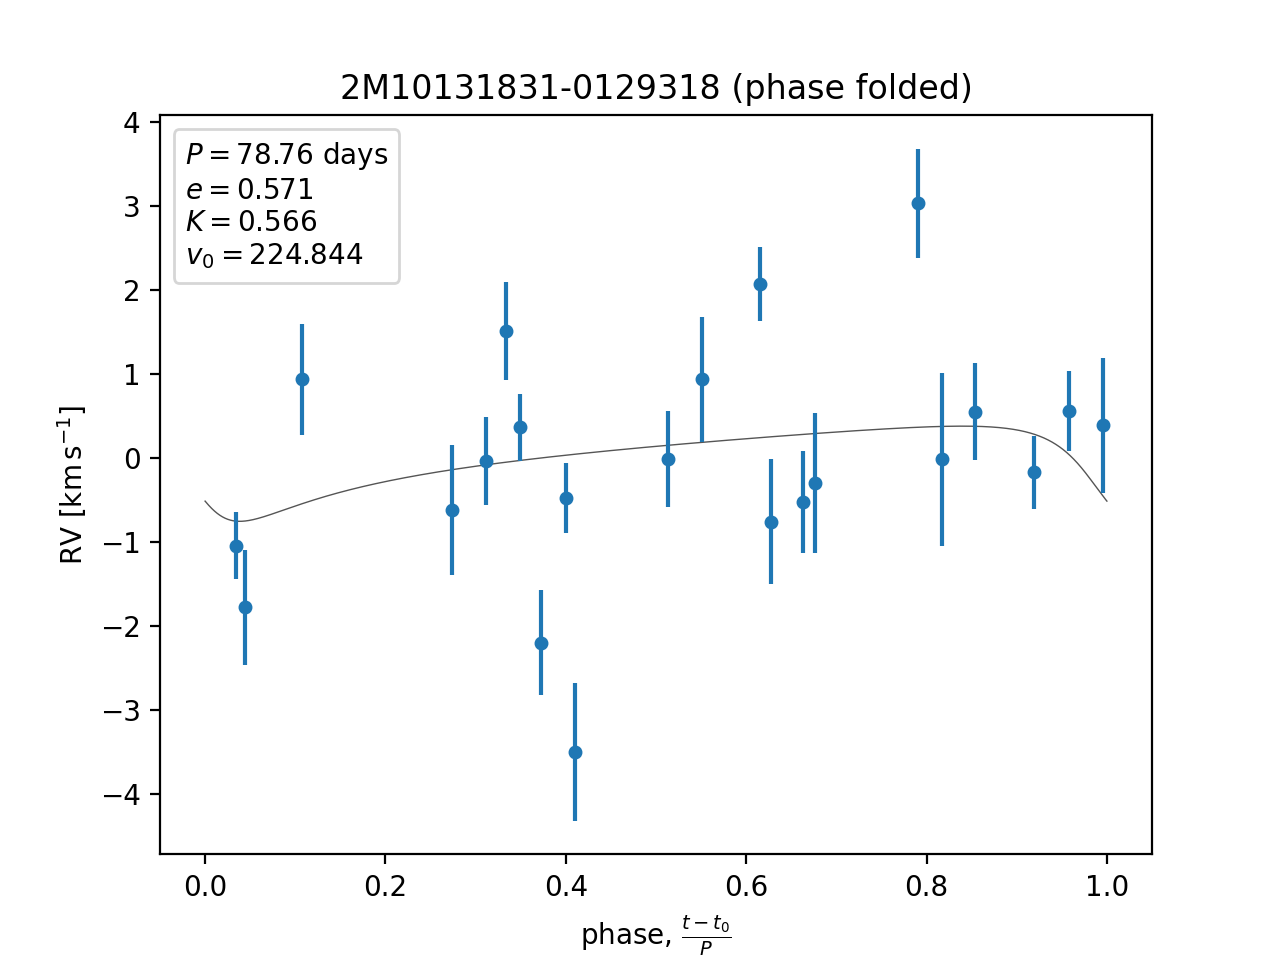 2M10131831-0129318 (phase folded)
P = 78.76 days
e = 0.571
K = 0.566
v₀ = 224.844
4
3
2
1
0
−1
−2
−3
−4
RV [km s⁻¹]
0.0 0.2 0.4 0.6 0.8 1.0
phase, (t − t₀)/P